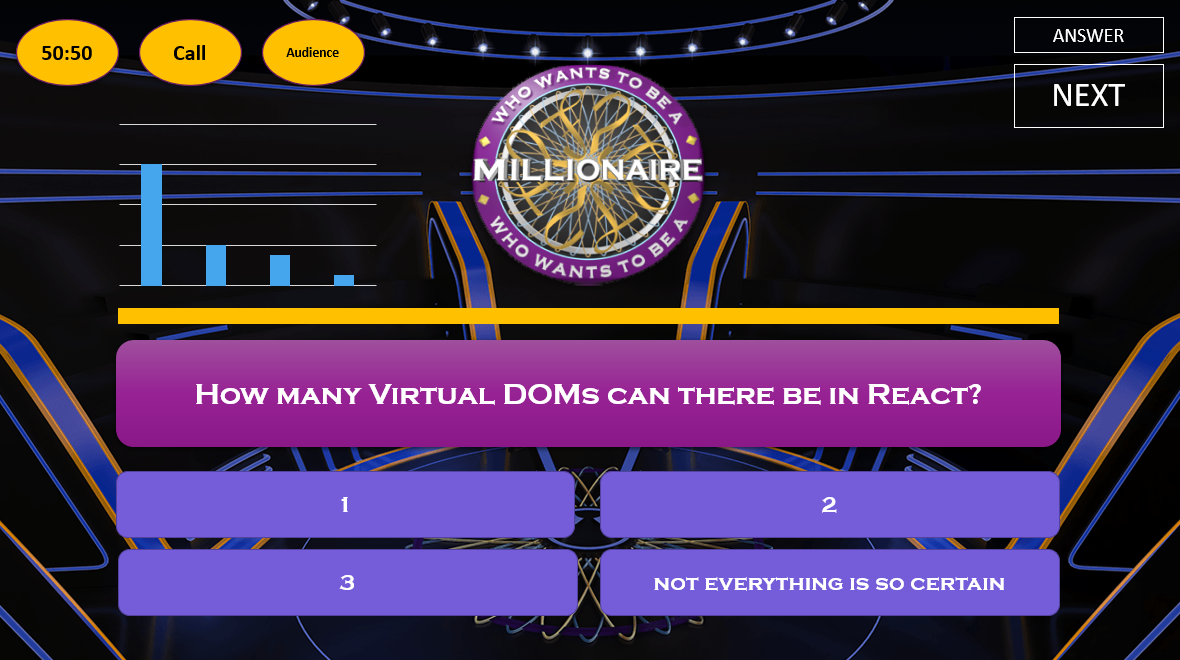 50:50
Call
Audience
ANSWER
NEXT
WHO WANTS TO BE A
MILLIONAIRE
WHO WANTS TO BE A
How many Virtual DOMs can there be in React?
1
2
3
not everything is so certain